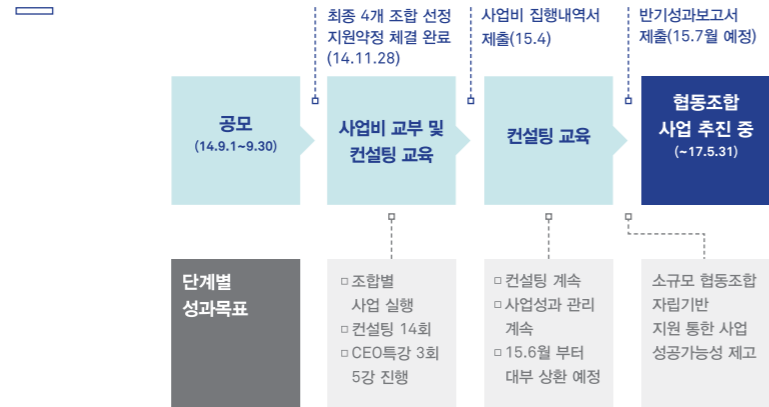 최종 4개 조합 선정
지원약정 체결 완료
(14.11.28)
사업비 집행내역서
제출(15.4)
반기성과보고서
제출(15.7월 예정)
공모
(14.9.1~9.30)
사업비 교부 및
컨설팅 교육
컨설팅 교육
협동조합
사업 추진 중
(~17.5.31)
단계별
성과목표
□ 조합별
사업 실행
□ 컨설팅 14회
□ CEO특강 3회
5강 진행
□ 컨설팅 계속
□ 사업성과 관리
계속
□ 15.6월 부터
대부 상환 예정
소규모 협동조합
자립기반
지원 통한 사업
성공가능성 제고